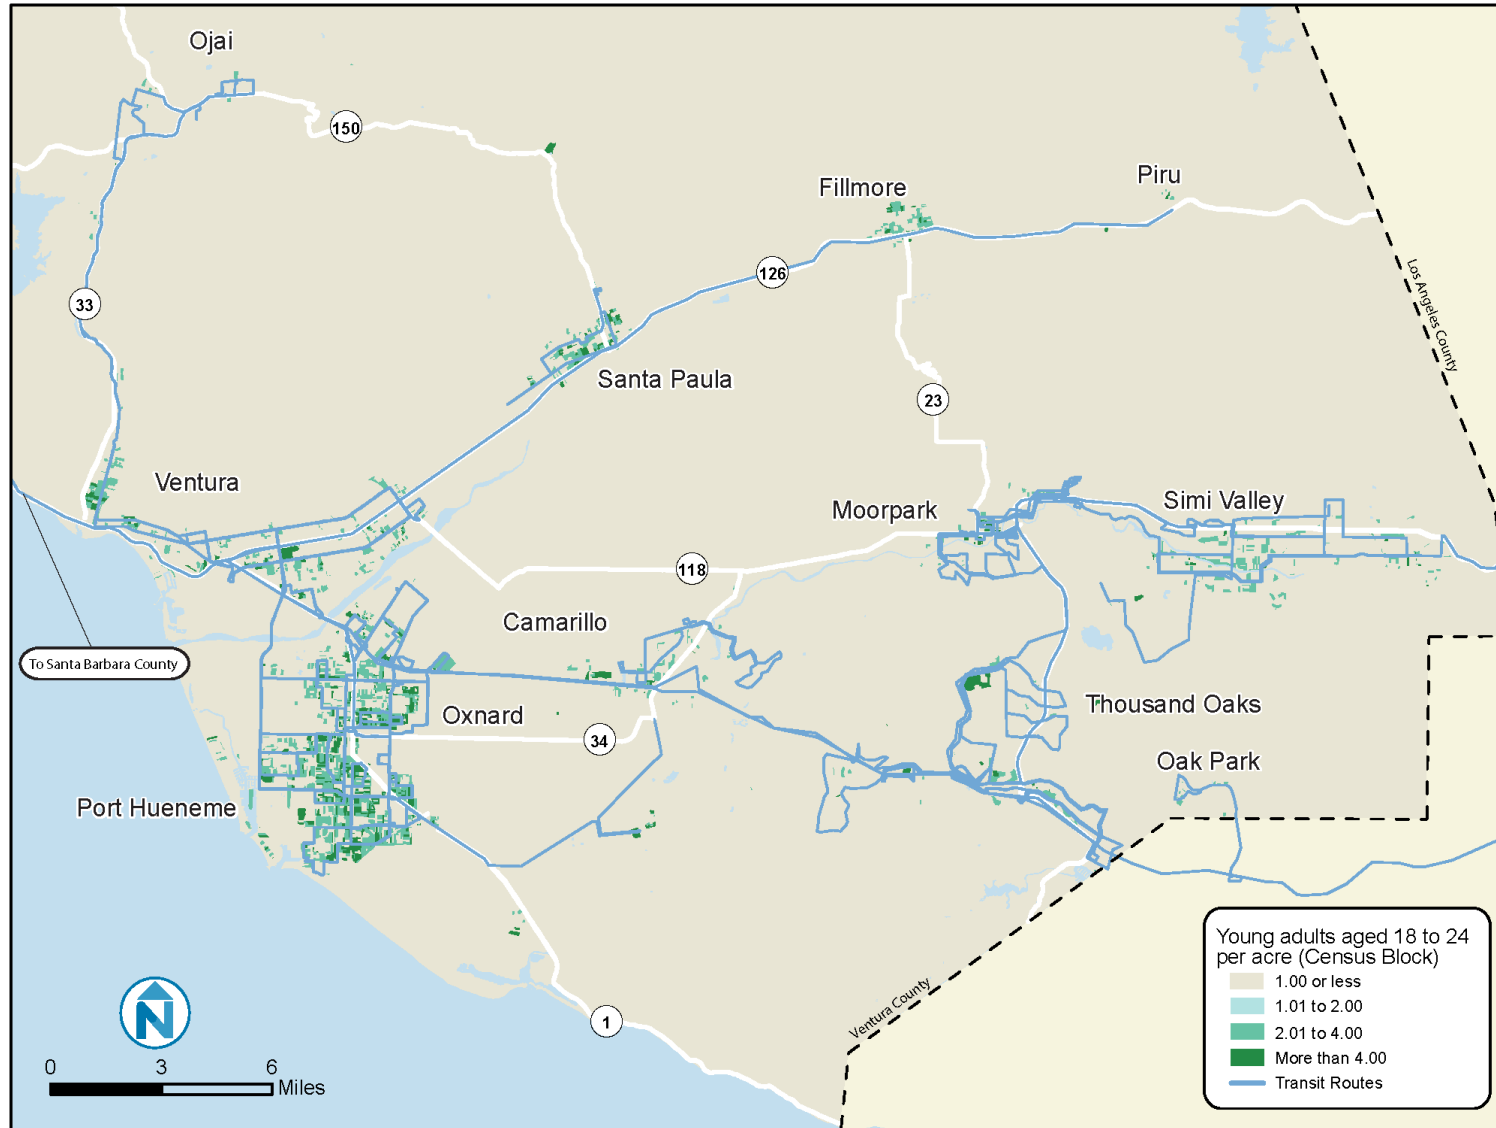 Ojai
150
Piru
Fillmore
126
33
Los Angeles County
Santa Paula
23
Ventura
Simi Valley
Moorpark
118
Camarillo
To Santa Barbara County
Thousand Oaks
Oxnard
34
Oak Park
Port Hueneme
Young adults aged 18 to 24
per acre (Census Block)
1.00 or less
1.01 to 2.00
2.01 to 4.00
More than 4.00
Transit Routes
Ventura County
N
1
0 3 6
Miles